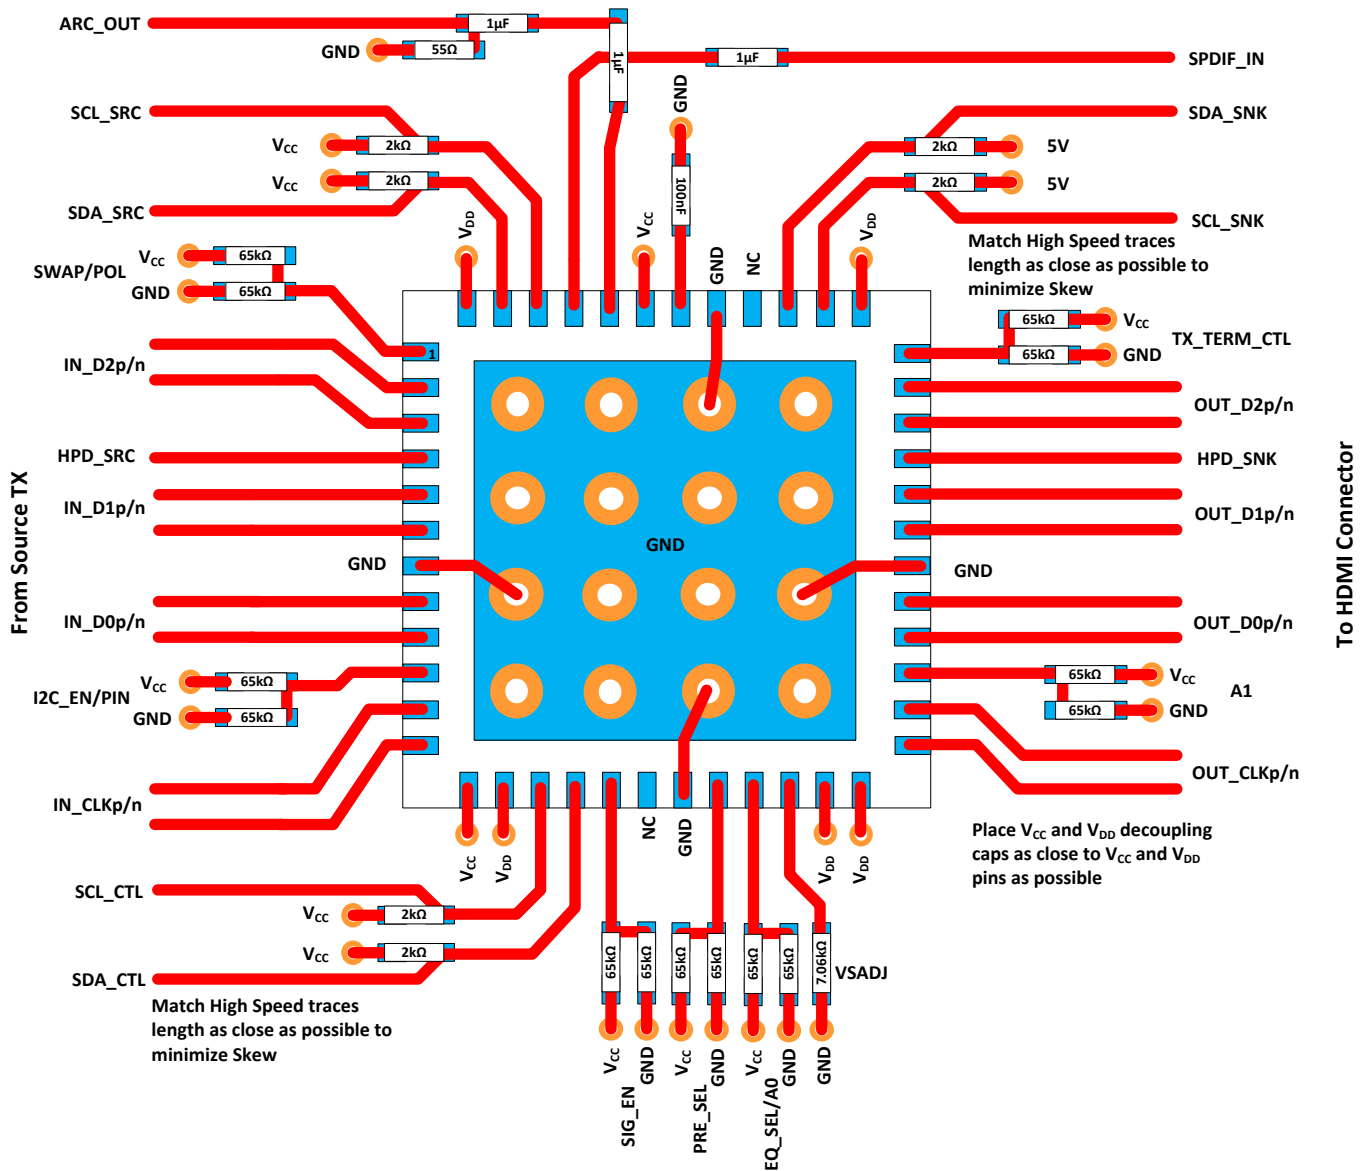 ARC_OUT
1µF
GND
55Ω
1µF
1µF
SPDIF_IN
GND
100nF
SCL_SRC
VCC
2kΩ
VCC
2kΩ
SDA_SRC
SDA_SNK
2kΩ
5V
2kΩ
5V
SCL_SNK
VDD
VCC
GND
NC
VDD
VCC
65kΩ
SWAP/POL
GND
65kΩ
Match High Speed traces
length as close as possible to
minimize Skew
65kΩ
VCC
TX_TERM_CTL
65kΩ
GND
1
IN_D2p/n
OUT_D2p/n
HPD_SRC
HPD_SNK
IN_D1p/n
OUT_D1p/n
GND
GND
GND
From Source TX
To HDMI Connector
IN_D0p/n
OUT_D0p/n
VCC
65kΩ
I2C_EN/PIN
GND
65kΩ
65kΩ
VCC
A1
65kΩ
GND
IN_CLKp/n
OUT_CLKp/n
VCC
VDD
NC
GND
VDD
VDD
Place VCC and VDD decoupling
caps as close to VCC and VDD
pins as possible
SCL_CTL
VCC
2kΩ
VCC
2kΩ
SDA_CTL
Match High Speed traces
length as close as possible to
minimize Skew
65kΩ
65kΩ
65kΩ
65kΩ
65kΩ
65kΩ
7.06kΩ
VSADJ
VCC
GND
VCC
GND
VCC
GND
GND
SIG_EN
PRE_SEL
EQ_SEL/A0